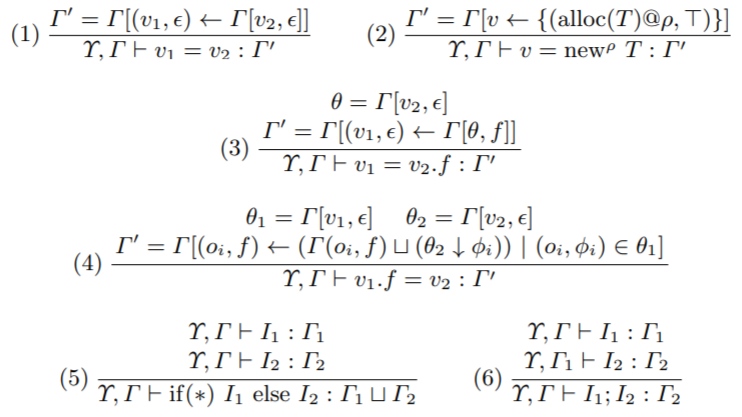 (1) Γ′ = Γ[(v₁, ϵ) ← Γ[v₂, ϵ]]
ϒ, Γ ⊢ v₁ = v₂ : Γ′
(2) Γ′ = Γ[v ← {(alloc(T)@ρ, ⊤)}]
ϒ, Γ ⊢ v = new^ρ T : Γ′
θ = Γ[v₂, ϵ]
(3) Γ′ = Γ[(v₁, ϵ) ← Γ[θ, f]]
ϒ, Γ ⊢ v₁ = v₂.f : Γ′
θ₁ = Γ[v₁, ϵ] θ₂ = Γ[v₂, ϵ]
(4) Γ′ = Γ[(oᵢ, f) ← (Γ(oᵢ, f) ⊔ (θ₂ ↓ ϕᵢ)) | (oᵢ, ϕᵢ) ∈ θ₁]
ϒ, Γ ⊢ v₁.f = v₂ : Γ′
ϒ, Γ ⊢ I₁ : Γ₁
ϒ, Γ ⊢ I₂ : Γ₂
(5) ϒ, Γ ⊢ if(∗) I₁ else I₂ : Γ₁ ⊔ Γ₂
ϒ, Γ ⊢ I₁ : Γ₁
ϒ, Γ₁ ⊢ I₂ : Γ₂
(6) ϒ, Γ ⊢ I₁; I₂ : Γ₂